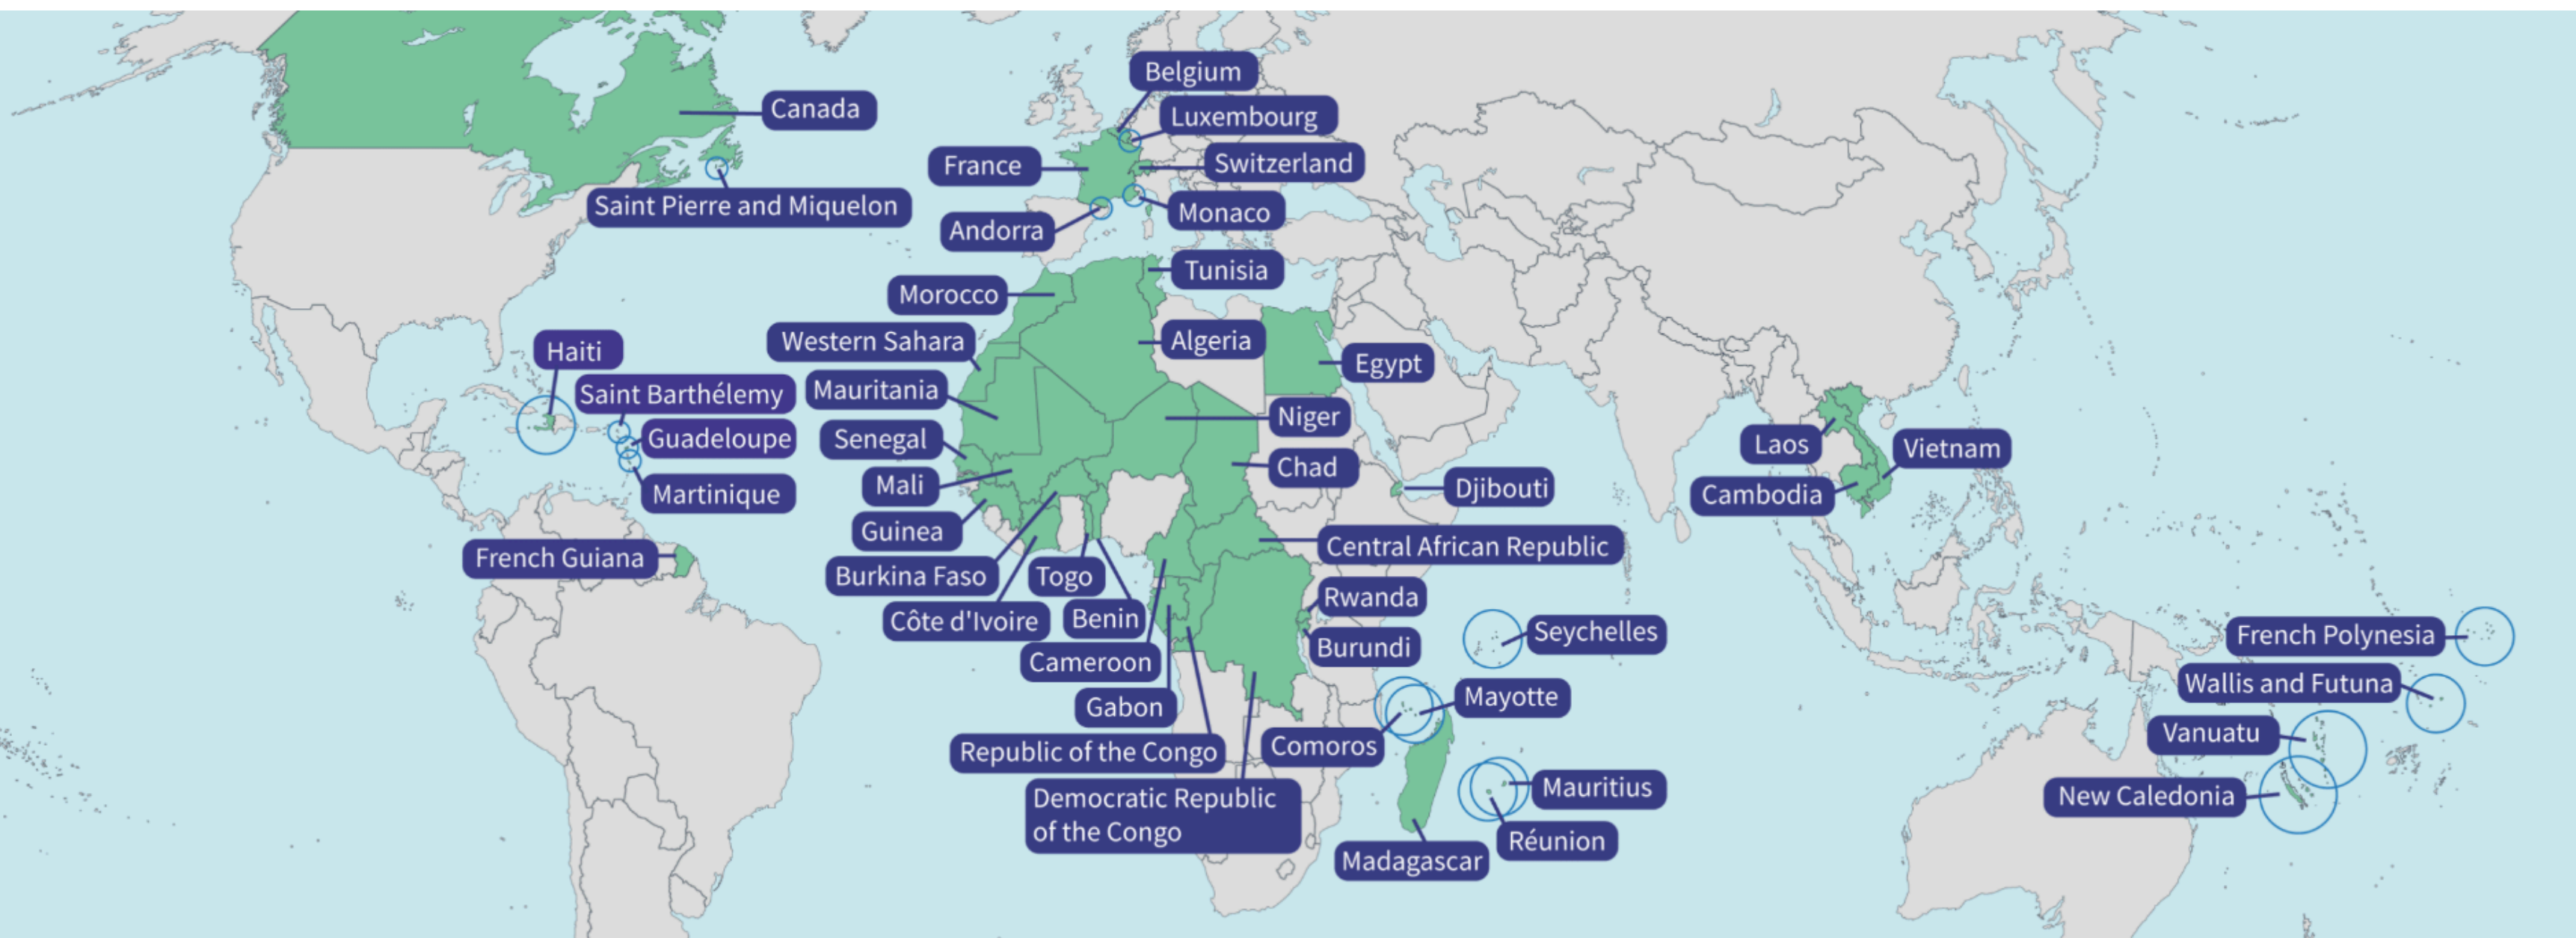 Belgium
Canada
Luxembourg
France
Switzerland
Saint Pierre and Miquelon
Monaco
Andorra
Tunisia
Morocco
Western Sahara
Algeria
Haiti
Egypt
Saint Barthélemy
Mauritania
Niger
Guadeloupe
Senegal
Laos
Vietnam
Chad
Mali
Djibouti
Martinique
Cambodia
Guinea
Central African Republic
French Guiana
Burkina Faso
Togo
Rwanda
Côte d'Ivoire
Benin
Seychelles
French Polynesia
Burundi
Cameroon
Wallis and Futuna
Mayotte
Gabon
Vanuatu
Republic of the Congo
Comoros
Mauritius
New Caledonia
Democratic Republic
of the Congo
Réunion
Madagascar